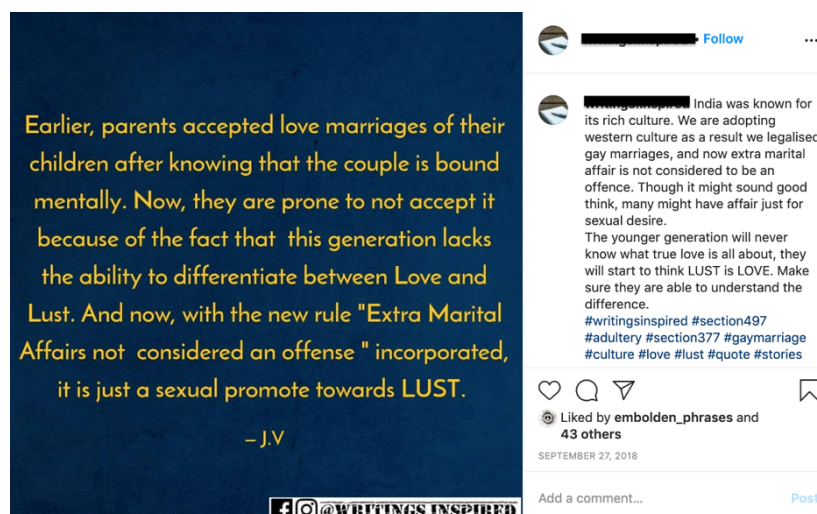 Earlier, parents accepted love marriages of their
children after knowing that the couple is bound
mentally. Now, they are prone to not accept it
because of the fact that this generation lacks
the ability to differentiate between Love and
Lust. And now, with the new rule "Extra Marital
Affairs not considered an offense " incorporated,
it is just a sexual promote towards LUST.
– J.V
@WRITINGS.INSPIRED
Follow
...
India was known for
its rich culture. We are adopting
western culture as a result we legalised
gay marriages, and now extra marital
affair is not considered to be an
offence. Though it might sound good
think, many might have affair just for
sexual desire.
The younger generation will never
know what true love is all about, they
will start to think LUST is LOVE. Make
sure they are able to understand the
difference.
#writingsinspired #section497
#adultery #section377 #gaymarriage
#culture #love #lust #quote #stories
Liked by embolden_phrases and
43 others
SEPTEMBER 27, 2018
Add a comment...
Post